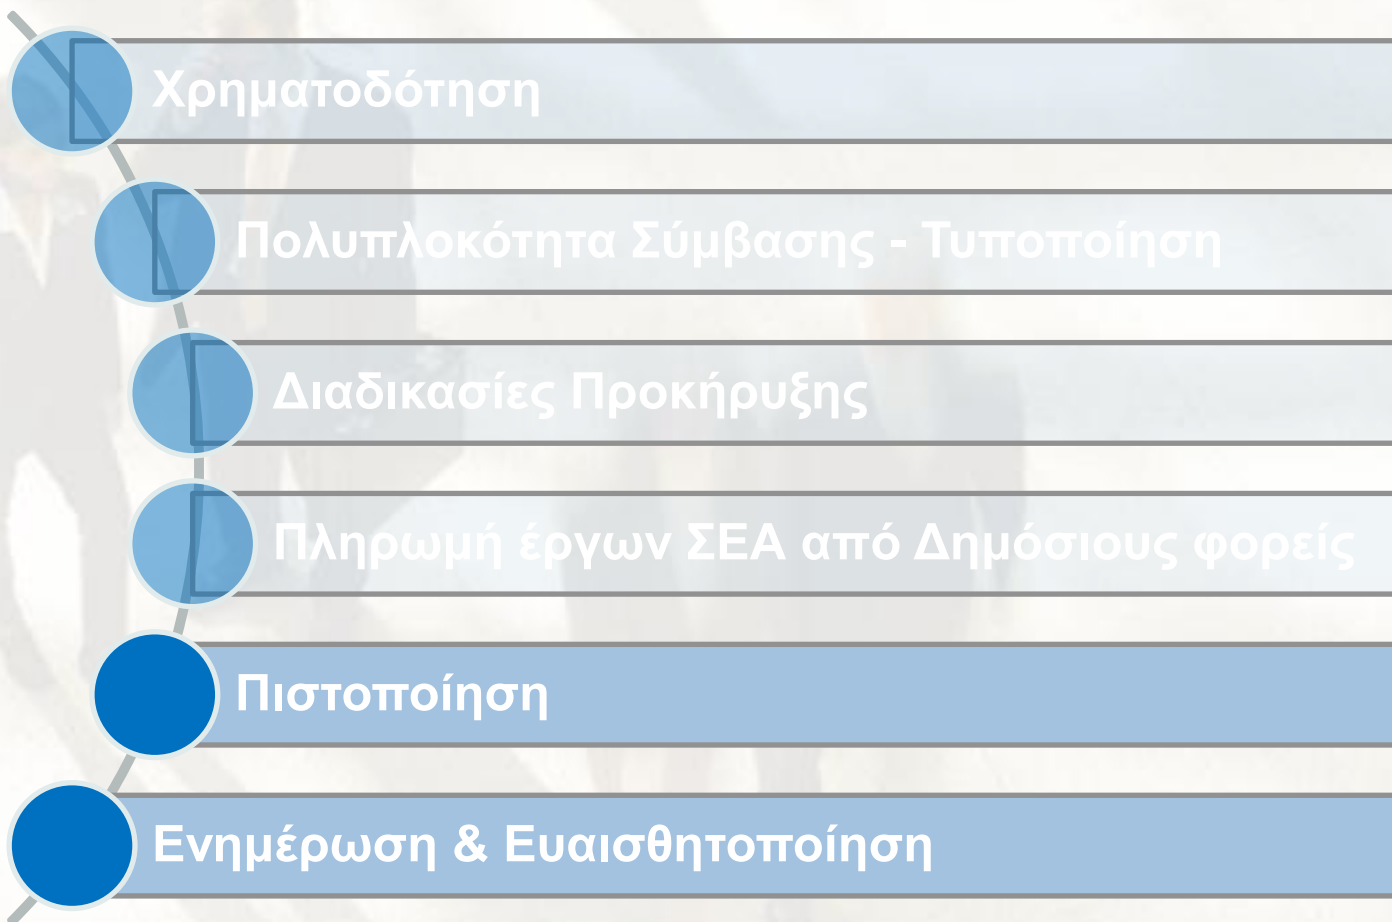 Χρηματοδότηση
Πολυπλοκότητα Σύμβασης - Τυποποίηση
Διαδικασίες Προκήρυξης
Πληρωμή έργων ΣΕΑ από Δημόσιους φορείς
Πιστοποίηση
Ενημέρωση & Ευαισθητοποίηση